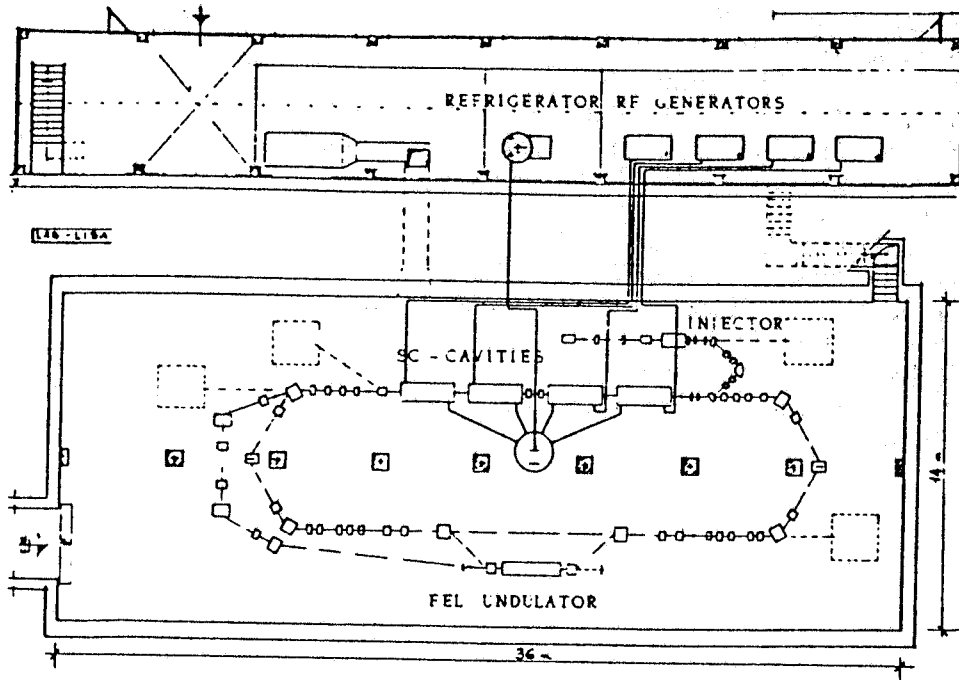 REFRIGERATOR RF GENERATORS
LAB-LISA
INJECTOR
SC-CAVITIES
14 m
FEL UNDULATOR
36 m